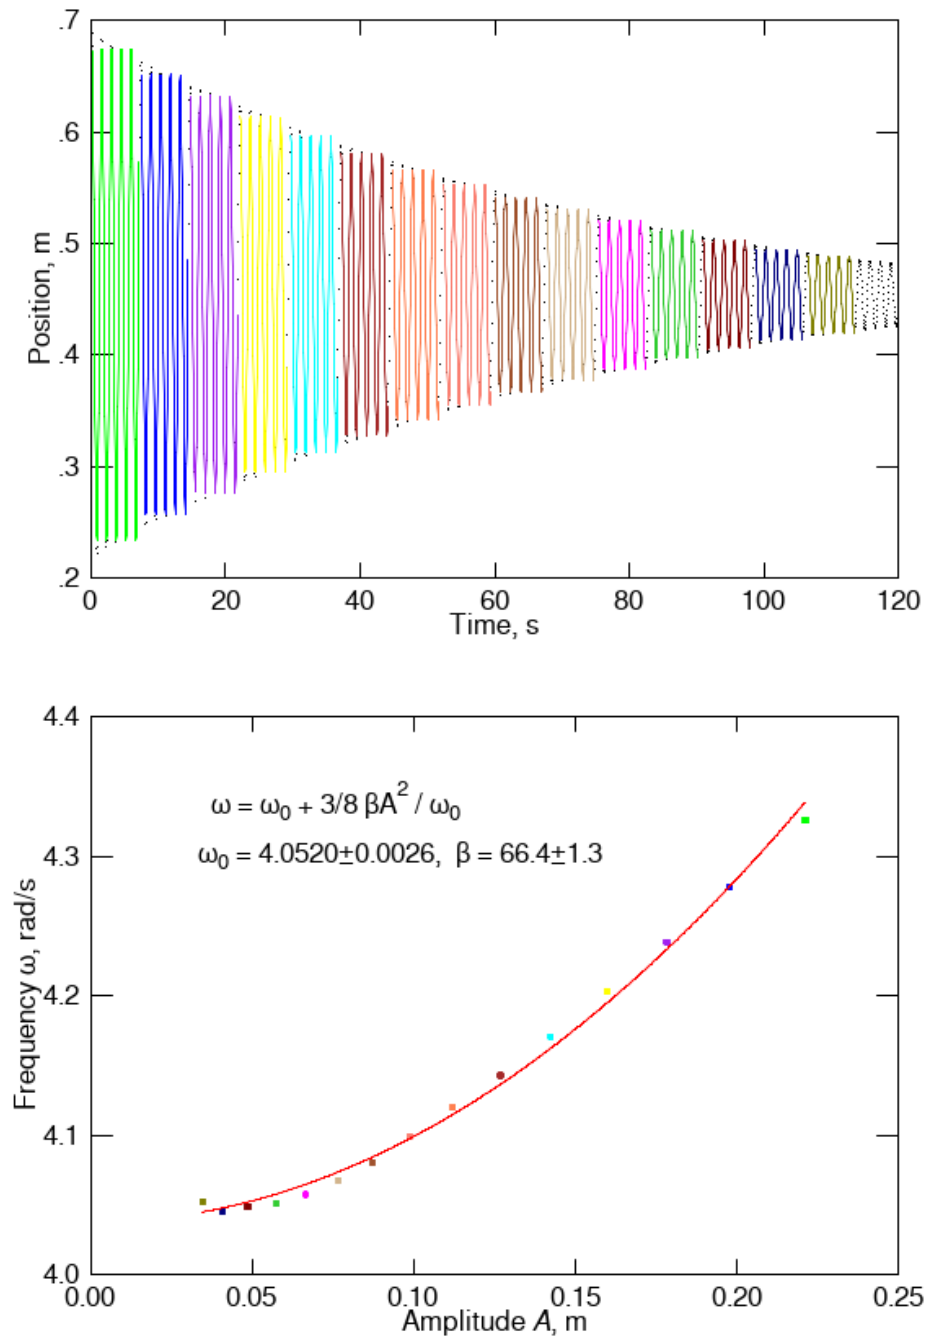 .7
.6
.5
.4
.3
.2
Position, m
0 20 40 60 80 100 120
Time, s
4.4
4.3
4.2
4.1
4.0
Frequency ω, rad/s
ω = ω₀ + 3/8 βA² / ω₀
ω₀ = 4.0520±0.0026, β = 66.4±1.3
0.00 0.05 0.10 0.15 0.20 0.25
Amplitude A, m